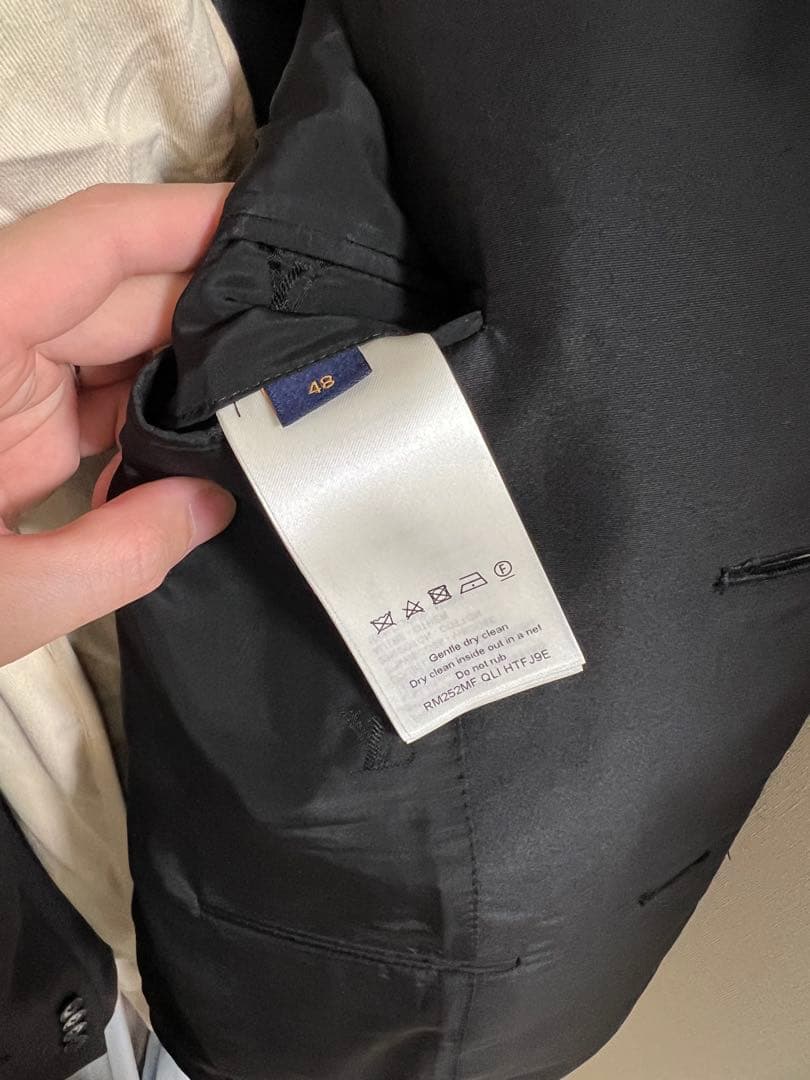 48
F
Gentle dry clean
Dry clean inside out in a net
Do not rub
RM252MF QLI HTFJ9E